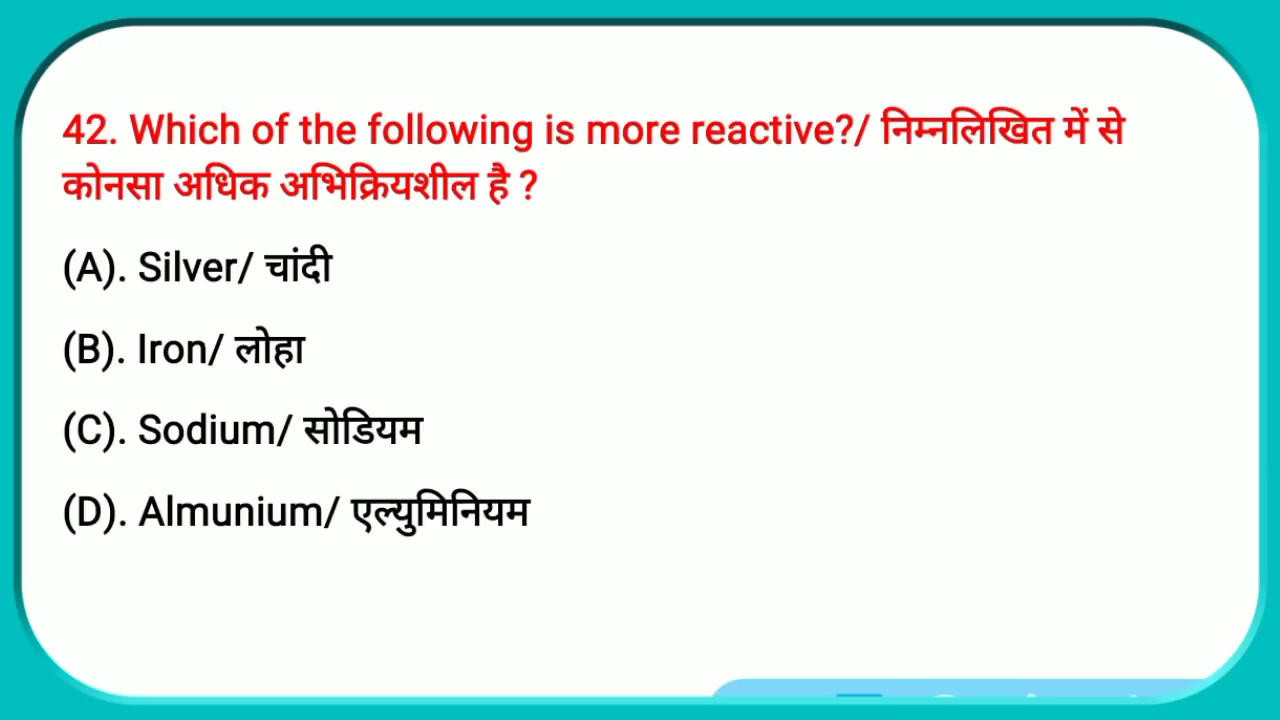 42. Which of the following is more reactive?/ निम्नलिखित में से
कोनसा अधिक अभिक्रियशील है ?
(A). Silver/ चांदी
(B). Iron/ लोहा
(C). Sodium/ सोडियम
(D). Almunium/ एल्युमिनियम